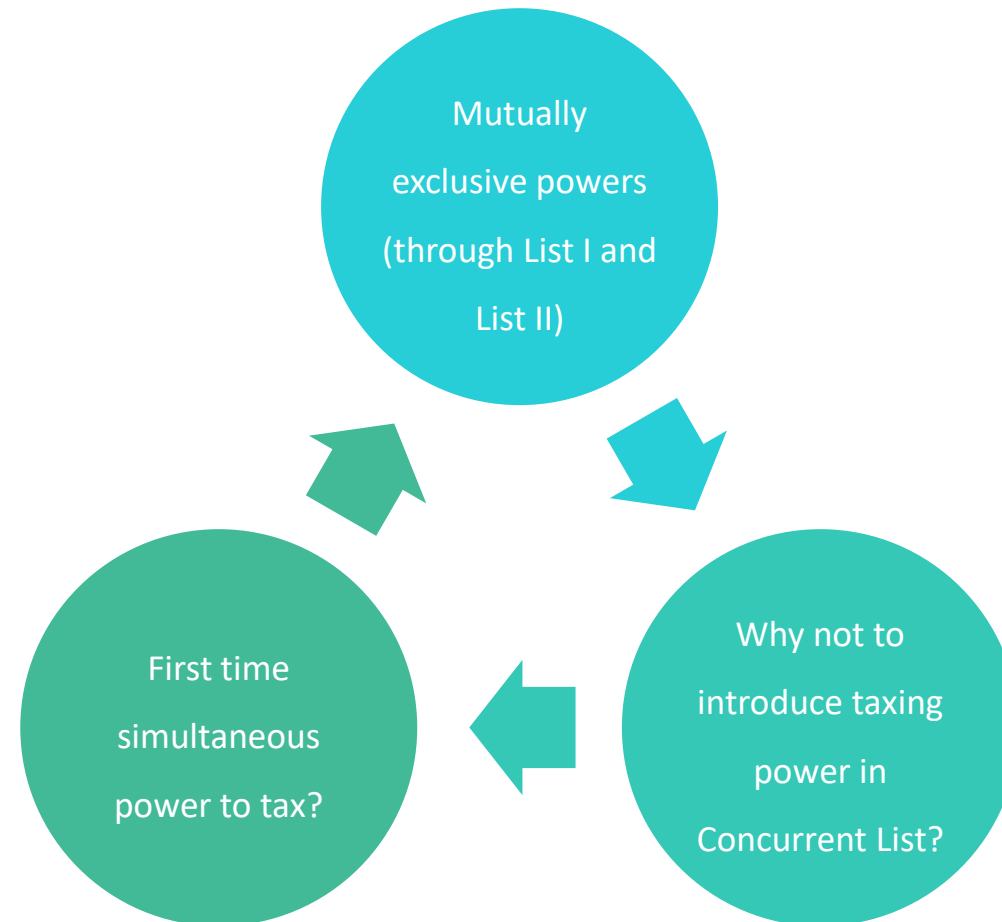 Mutually
exclusive powers
(through List I and
List II)
Why not to
introduce taxing
power in
Concurrent List?
First time
simultaneous
power to tax?